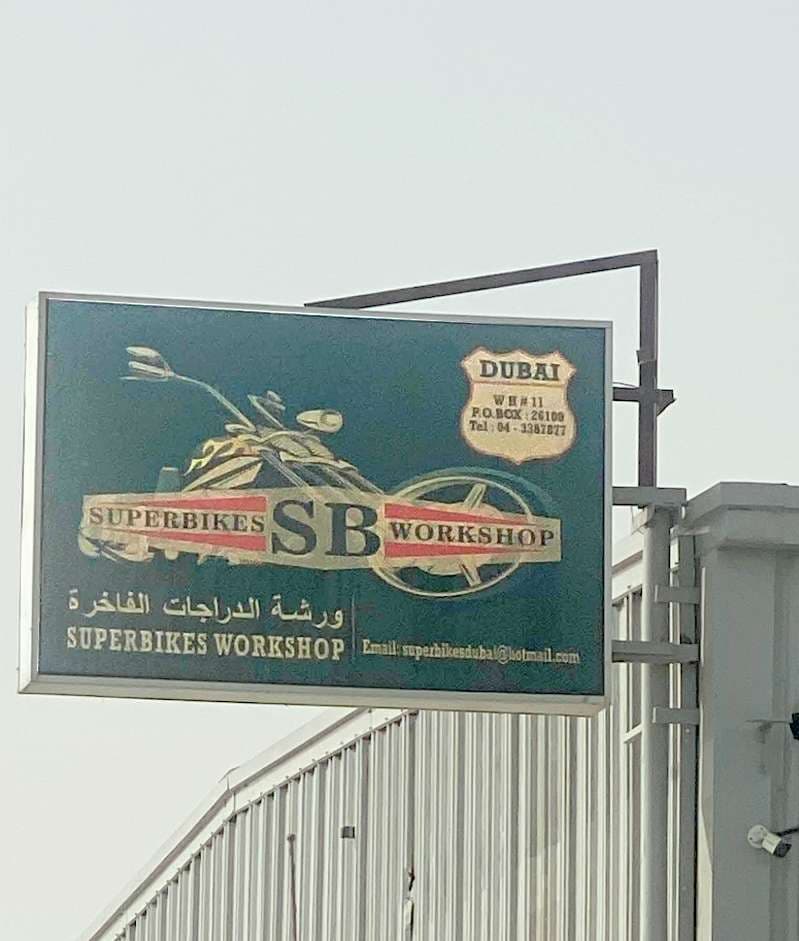 DUBAI
W H # 11
P.O.BOX : 26100
Tel : 04 - 3387877
SUPERBIKES SB WORKSHOP
ورشة الدراجات الفاخرة
SUPERBIKES WORKSHOP
Email: superbikesdubai@hotmail.com